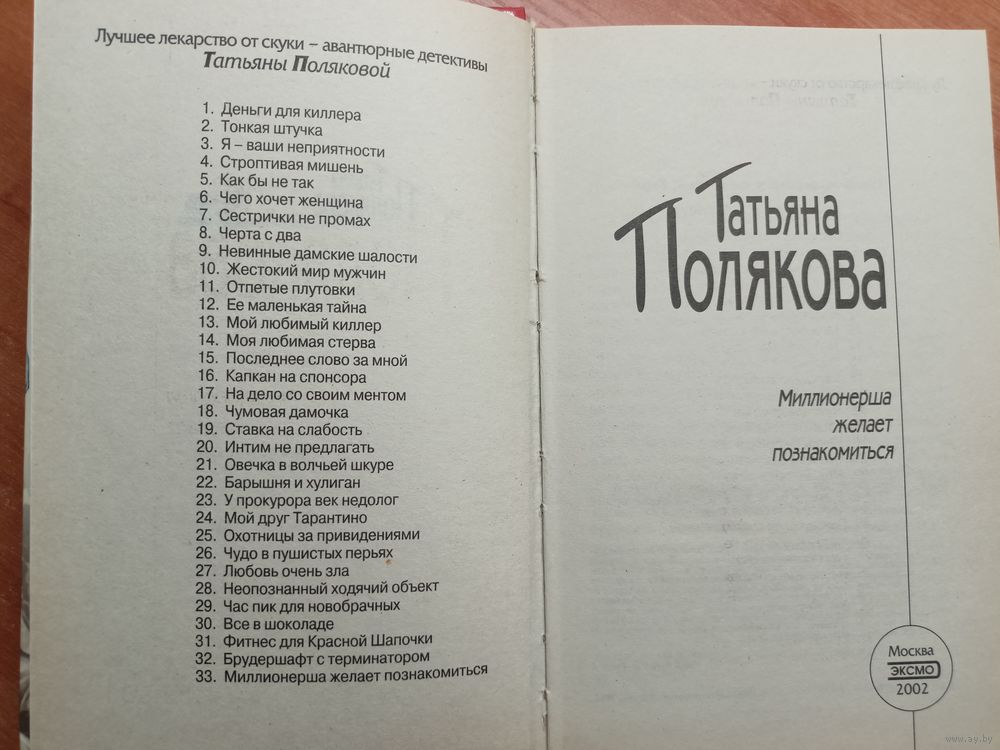 Лучшее лекарство от скуки – авантюрные детективы
Татьяны Поляковой
1. Деньги для киллера
2. Тонкая штучка
3. Я – ваши неприятности
4. Строптивая мишень
5. Как бы не так
6. Чего хочет женщина
7. Сестрички не промах
8. Черта с два
9. Невинные дамские шалости
10. Жестокий мир мужчин
11. Отпетые плутовки
12. Ее маленькая тайна
13. Мой любимый киллер
14. Моя любимая стерва
15. Последнее слово за мной
16. Капкан на спонсора
17. На дело со своим ментом
18. Чумовая дамочка
19. Ставка на слабость
20. Интим не предлагать
21. Овечка в волчьей шкуре
22. Барышня и хулиган
23. У прокурора век недолог
24. Мой друг Тарантино
25. Охотницы за привидениями
26. Чудо в пушистых перьях
27. Любовь очень зла
28. Неопознанный ходячий объект
29. Час пик для новобрачных
30. Все в шоколаде
31. Фитнес для Красной Шапочки
32. Брудершафт с терминатором
33. Миллионерша желает познакомиться
Татьяна
Полякова
Миллионерша
желает
познакомиться
Москва
ЭКСМО
2002
www.ay.by